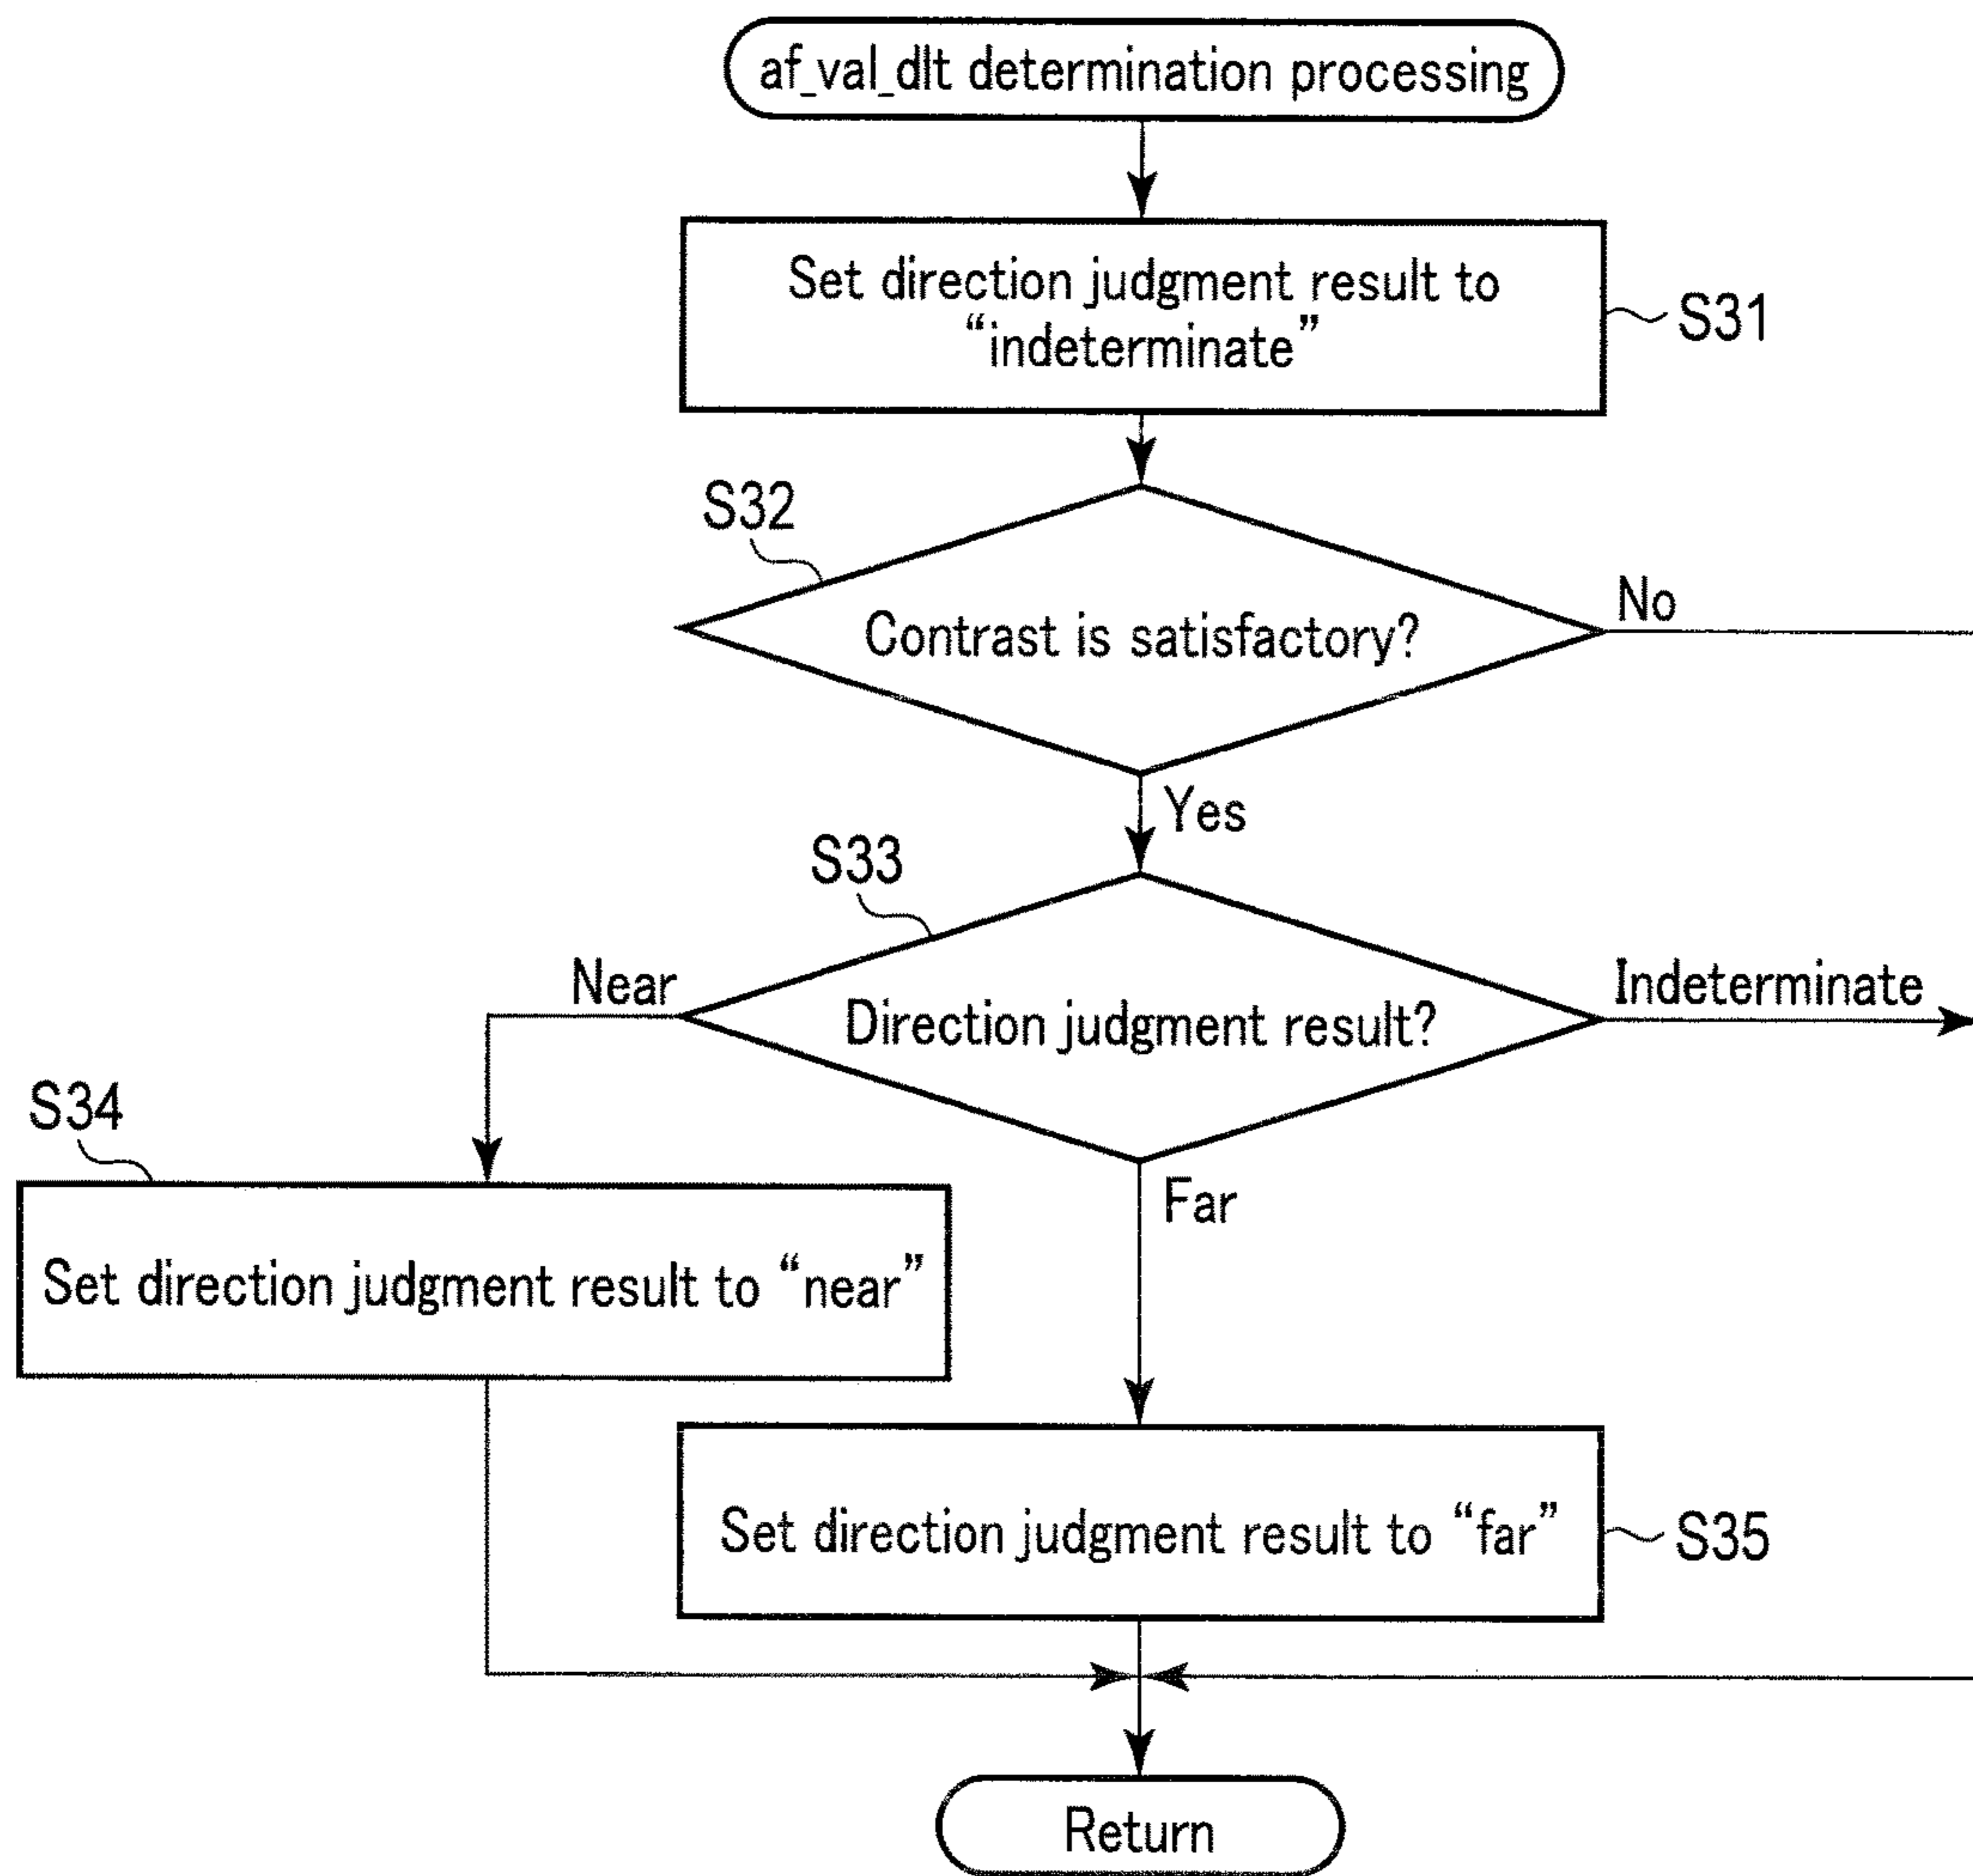 af_val_dlt determination processing
Set direction judgment result to
“indeterminate”
S31
S32
Contrast is satisfactory?
No
Yes
S33
Near
Direction judgment result?
Indeterminate
S34
Far
Set direction judgment result to “near”
Set direction judgment result to “far”
S35
Return